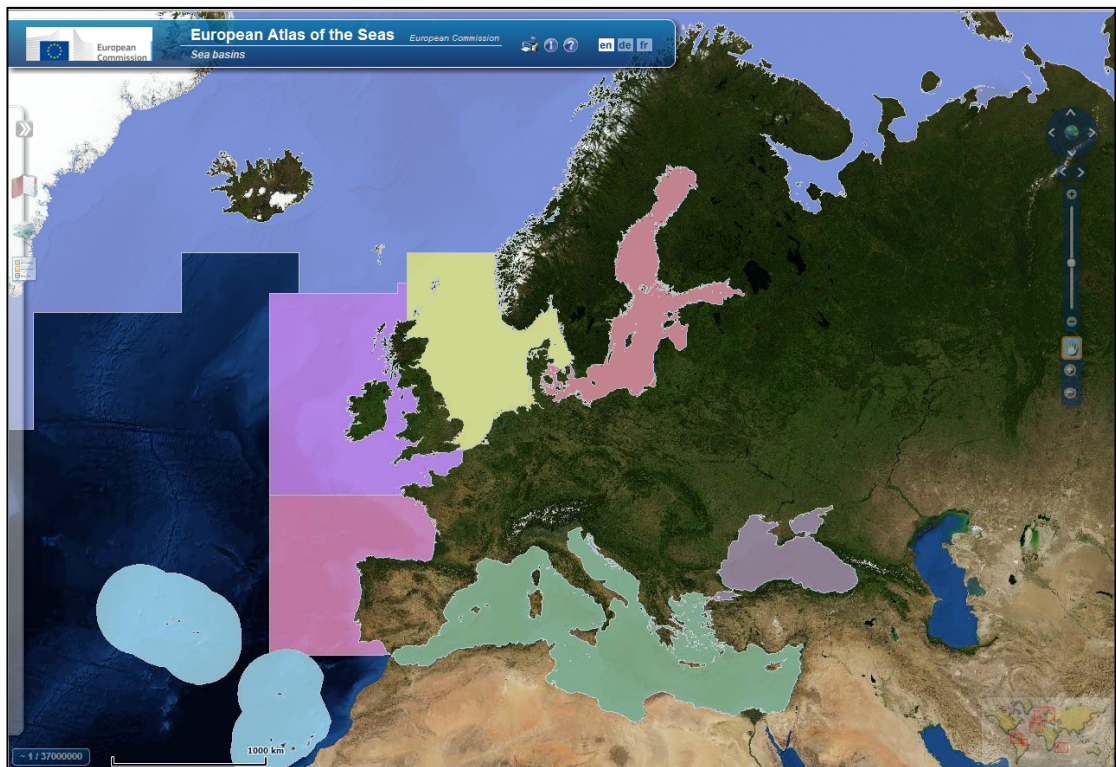 European
Commission
European Atlas of the Seas European Commission
Sea basins
en de fr
1000 km
~ 1 / 37000000